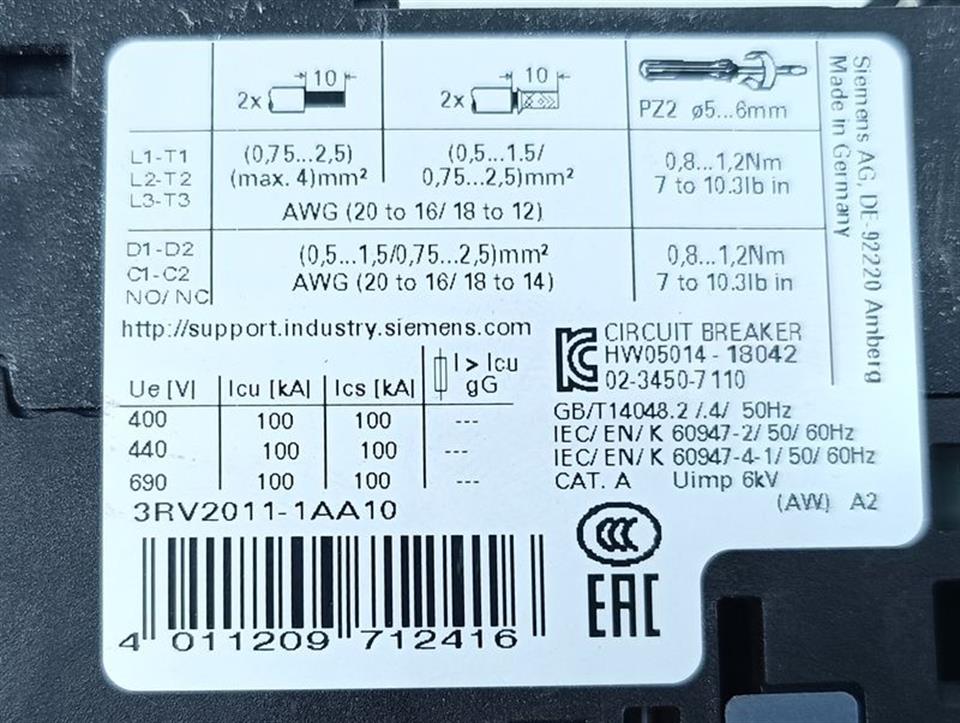 10
2x
10
2x
PZ2 ø5...6mm
L1-T1
L2-T2
L3-T3
(0,75...2,5)
(max. 4)mm²
(0,5...1.5/
0,75...2,5)mm²
AWG (20 to 16/ 18 to 12)
0,8...1,2Nm
7 to 10.3lb in
D1-D2
C1-C2
NO/ NC
(0,5...1,5/0,75...2,5)mm²
AWG (20 to 16/ 18 to 14)
0,8...1,2Nm
7 to 10.3lb in
Siemens AG, DE-92220 Amberg
Made in Germany
http://support.industry.siemens.com
Ue [V] Icu [kA] Ics [kA] I > Icu
gG
400 100 100 ---
440 100 100 ---
690 100 100 ---
CIRCUIT BREAKER
HW05014-18042
02-3450-7110
GB/T14048.2/.4/ 50Hz
IEC/EN/K 60947-2/ 50/ 60Hz
IEC/EN/K 60947-4-1/ 50/ 60Hz
CAT. A Uimp 6kV
(AW) A2
3RV2011-1AA10
4 011209 712416
CCC
EAC